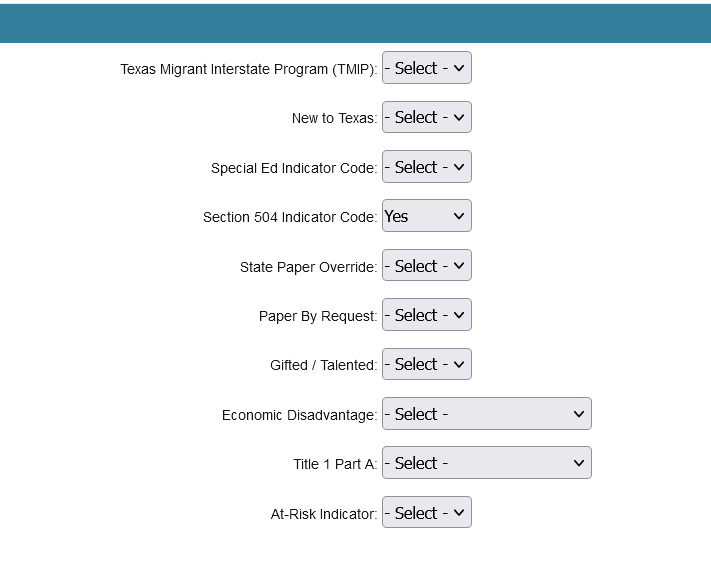 Texas Migrant Interstate Program (TMIP): - Select -
New to Texas: - Select -
Special Ed Indicator Code: - Select -
Section 504 Indicator Code: Yes
State Paper Override: - Select -
Paper By Request: - Select -
Gifted / Talented: - Select -
Economic Disadvantage: - Select -
Title 1 Part A: - Select -
At-Risk Indicator: - Select -